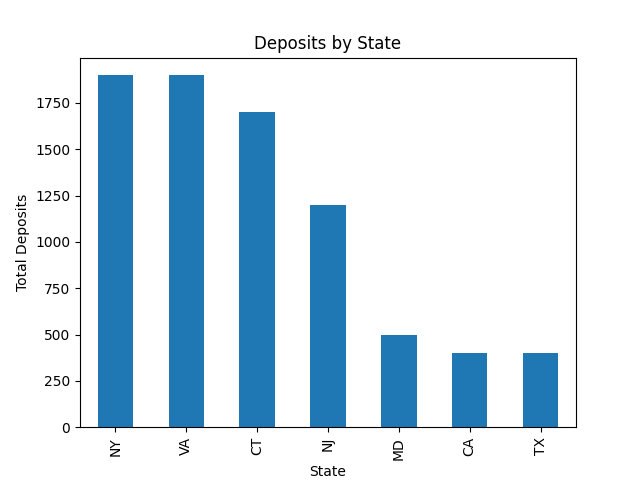 Deposits by State
Total Deposits
1750
1500
1250
1000
750
500
250
0
NY VA CT NJ MD CA TX
State